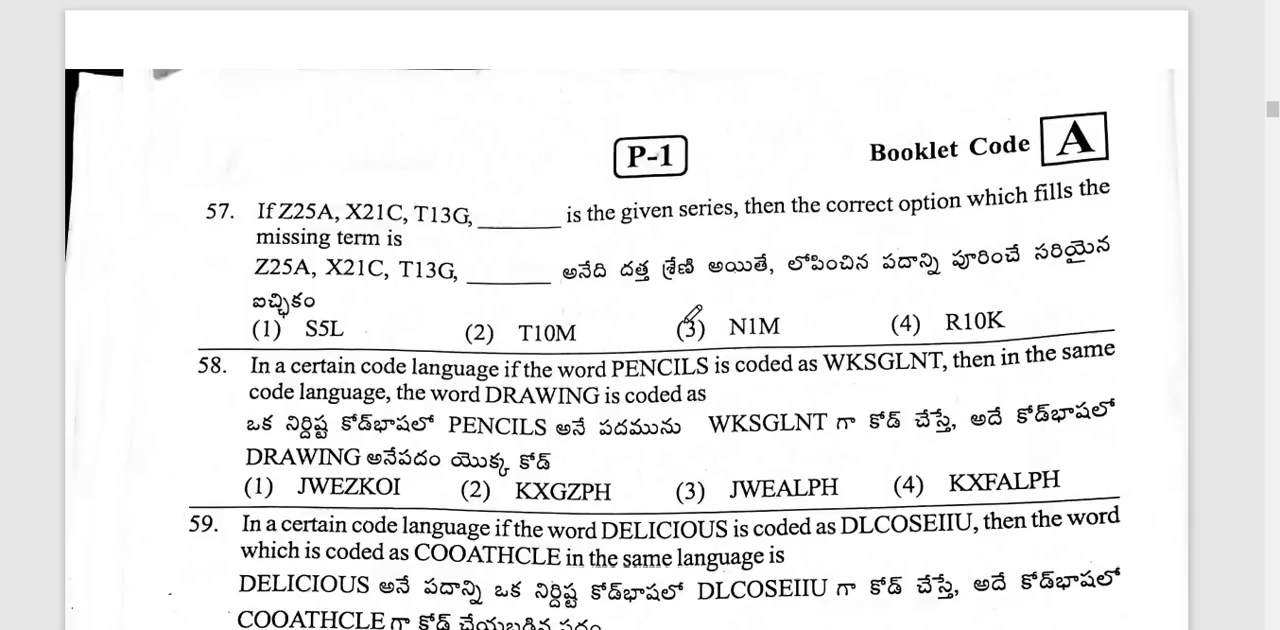 P-1
Booklet Code A
57. If Z25A, X21C, T13G, ________ is the given series, then the correct option which fills the
missing term is
Z25A, X21C, T13G, ________ అనేది దత్త శ్రేణి అయితే, లోపించిన పదాన్ని పూరించే సరియైన
ఐచ్ఛికం
(1) S5L (2) T10M (3) N1M (4) R10K
58. In a certain code language if the word PENCILS is coded as WKSGLNT, then in the same
code language, the word DRAWING is coded as
ఒక నిర్దిష్ట కోడ్‌భాషలో PENCILS అనే పదమును WKSGLNT గా కోడ్ చేస్తే, అదే కోడ్‌భాషలో
DRAWING అనేపదం యొక్క కోడ్
(1) JWEZKOI (2) KXGZPH (3) JWEALPH (4) KXFALPH
59. In a certain code language if the word DELICIOUS is coded as DLCOSEIIU, then the word
which is coded as COOATHCLE in the same language is
DELICIOUS అనే పదాన్ని ఒక నిర్దిష్ట కోడ్‌భాషలో DLCOSEIIU గా కోడ్ చేస్తే, అదే కోడ్‌భాషలో
COOATHCLE గా కోడ్ చేయబడిన పదం